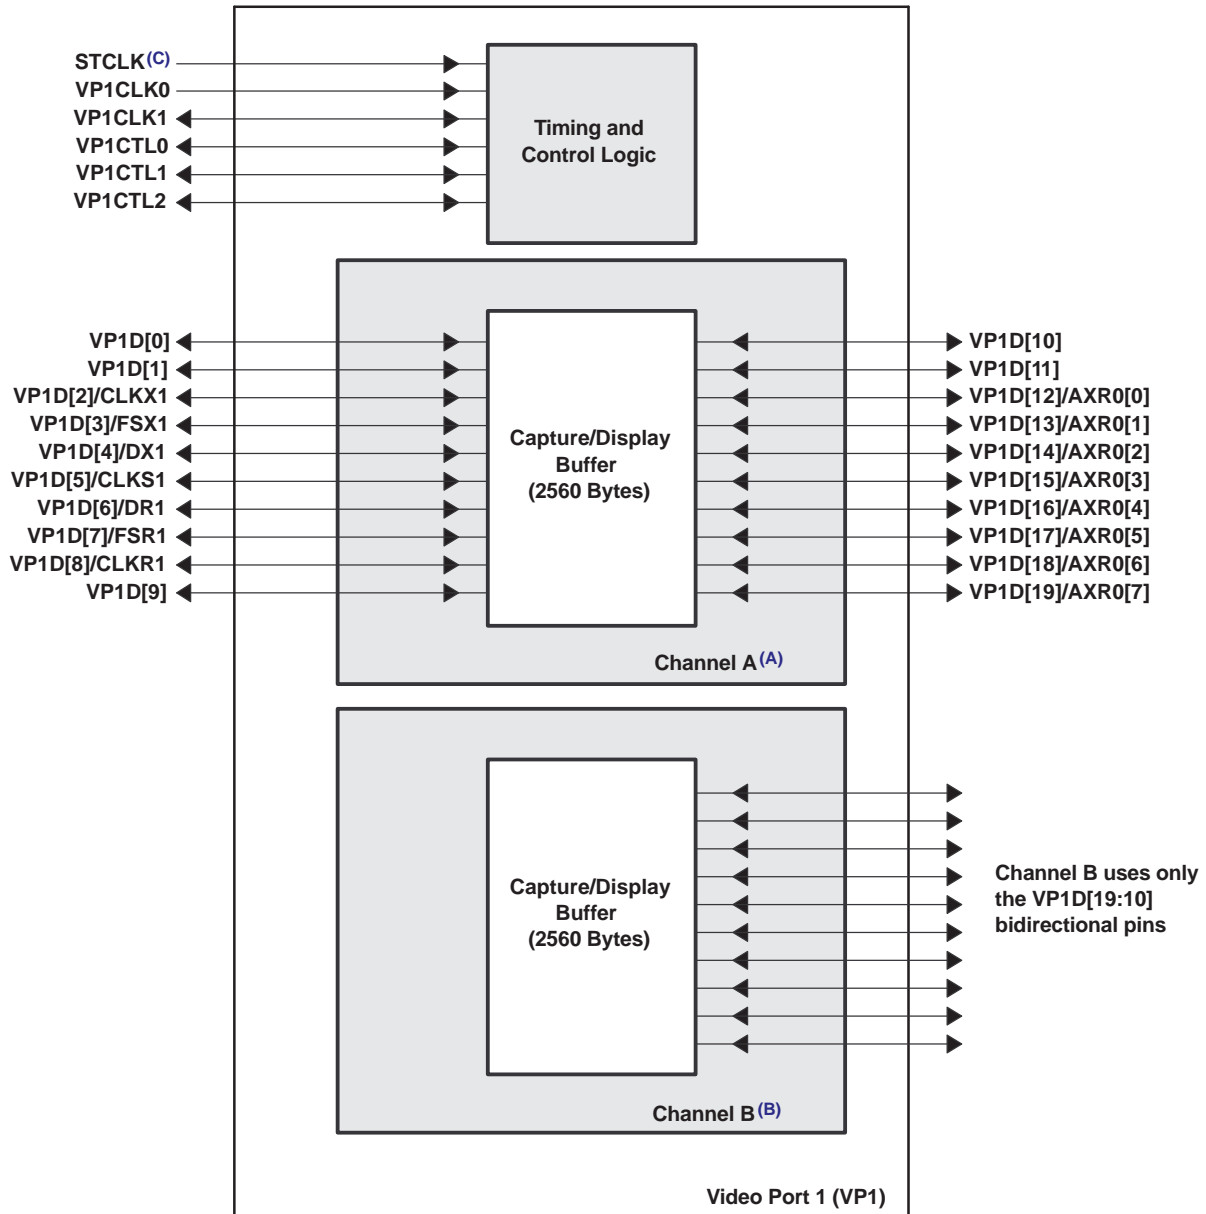 STCLK(C)
VP1CLK0
VP1CLK1
VP1CTL0
VP1CTL1
VP1CTL2
Timing and
Control Logic
VP1D[0]
VP1D[1]
VP1D[2]/CLKX1
VP1D[3]/FSX1
VP1D[4]/DX1
VP1D[5]/CLKS1
VP1D[6]/DR1
VP1D[7]/FSR1
VP1D[8]/CLKR1
VP1D[9]
Capture/Display
Buffer
(2560 Bytes)
VP1D[10]
VP1D[11]
VP1D[12]/AXR0[0]
VP1D[13]/AXR0[1]
VP1D[14]/AXR0[2]
VP1D[15]/AXR0[3]
VP1D[16]/AXR0[4]
VP1D[17]/AXR0[5]
VP1D[18]/AXR0[6]
VP1D[19]/AXR0[7]
Channel A(A)
Capture/Display
Buffer
(2560 Bytes)
Channel B uses only
the VP1D[19:10]
bidirectional pins
Channel B(B)
Video Port 1 (VP1)